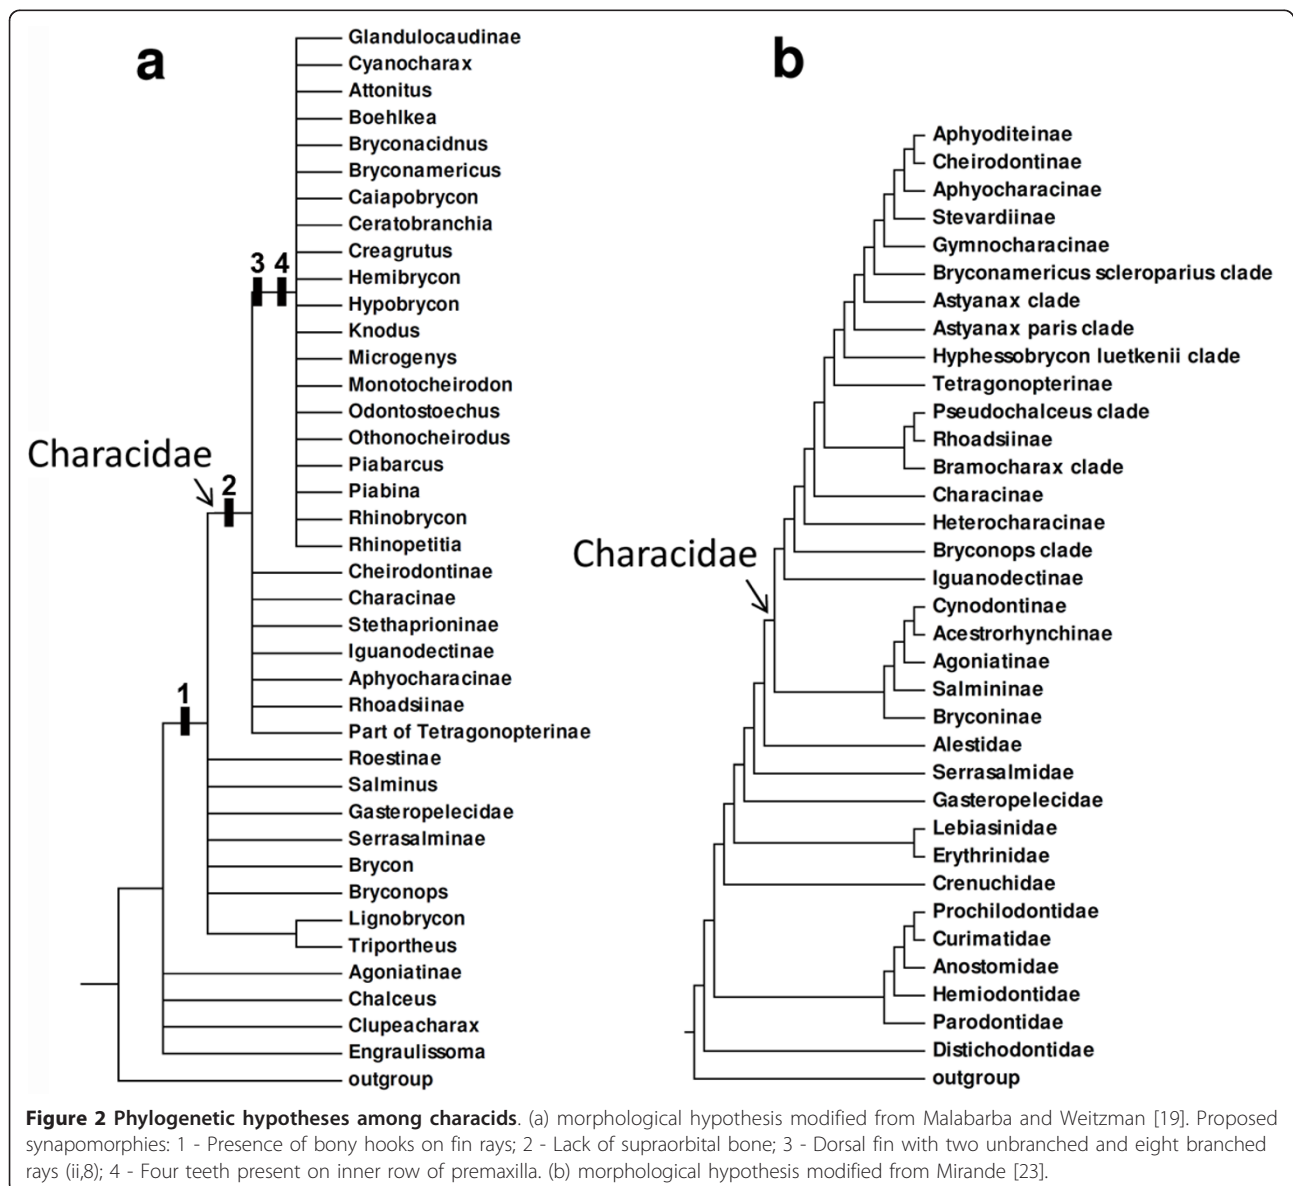 a
Glandulocaudinae
Cyanocharax
Attonitus
Boehlkea
Bryconacidnus
Bryconamericus
Caiapobrycon
Ceratobranchia
Creagrutus
Hemibrycon
Hypobrycon
Knodus
Microgenys
Monotocheirodon
Odontostoechus
Othonocheirodus
Piabarcus
Piabina
Rhinobrycon
Rhinopetitia
Cheirodontinae
Characinae
Stethaprioninae
Iguanodectinae
Aphyocharacinae
Rhoadsiinae
Part of Tetragonopterinae
Roestinae
Salminus
Gasteropelecidae
Serrasalminae
Brycon
Bryconops
Lignobrycon
Triportheus
Agoniatinae
Chalceus
Clupeacharax
Engraulissoma
outgroup
3 4
Characidae
2
1
b
Aphyoditeinae
Cheirodontinae
Aphyocharacinae
Stevardiinae
Gymnocharacinae
Bryconamericus scleroparius clade
Astyanax clade
Astyanax paris clade
Hyphessobrycon luetkenii clade
Tetragonopterinae
Pseudochalceus clade
Rhoadsiinae
Bramocharax clade
Characinae
Heterocharacinae
Bryconops clade
Iguanodectinae
Cynodontinae
Acestrorhynchinae
Agoniatinae
Salmininae
Bryconinae
Alestidae
Serrasalmidae
Gasteropelecidae
Lebiasinidae
Erythrinidae
Crenuchidae
Prochilodontidae
Curimatidae
Anostomidae
Hemiodontidae
Parodontidae
Distichodontidae
outgroup
Characidae
Figure 2 Phylogenetic hypotheses among characids. (a) morphological hypothesis modified from Malabarba and Weitzman [19]. Proposed
synapomorphies: 1 - Presence of bony hooks on fin rays; 2 - Lack of supraorbital bone; 3 - Dorsal fin with two unbranched and eight branched
rays (ii,8); 4 - Four teeth present on inner row of premaxilla. (b) morphological hypothesis modified from Mirande [23].